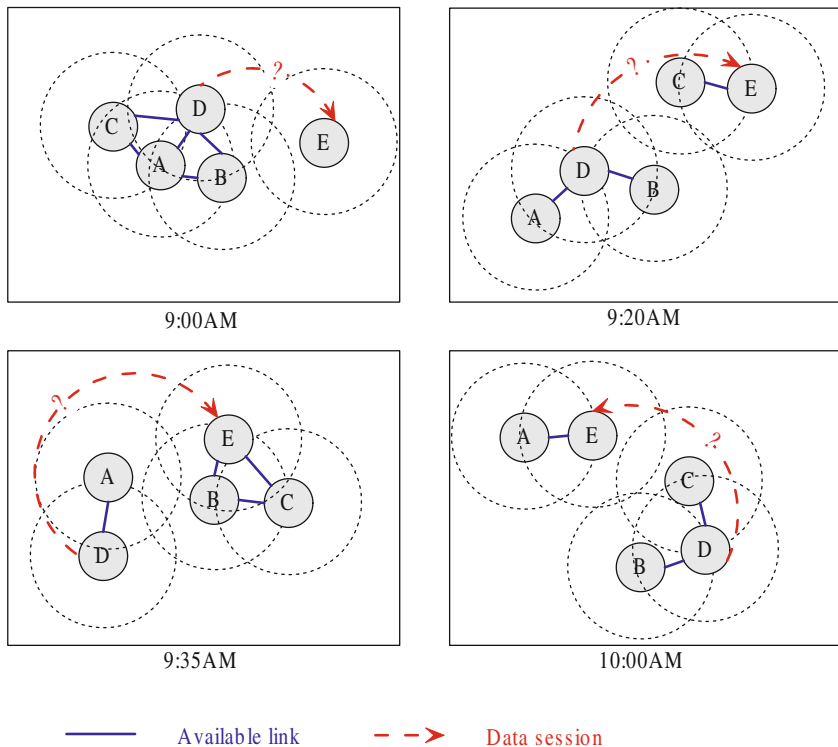 ?
D
C
E
A
B
9:00AM
?
C
E
D
B
A
9:20AM
?
E
A
B
C
D
9:35AM
A
E
?
C
D
B
10:00AM
Available link
Data session